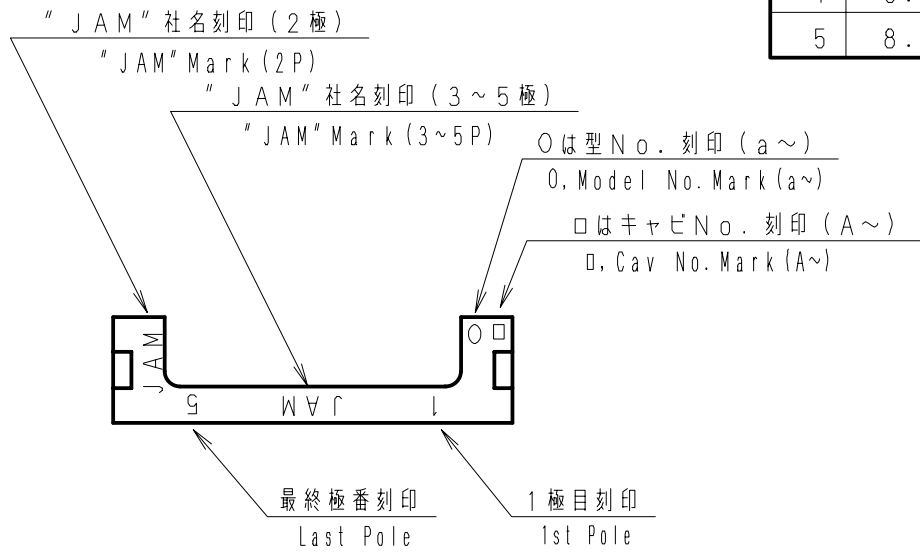 " JAM" 社名刻印 (2極)
"JAM"Mark(2P)
" JAM" 社名刻印 (3～5極)
"JAM"Mark(3~5P)
5
8.
○は型No. 刻印 (a～)
O,Model No.Mark(a~)
□はキャビNo. 刻印 (A～)
□,Cav No.Mark(A~)
JAM
○ □
5 JAM 1
最終極番刻印
Last Pole
1極目刻印
1st Pole